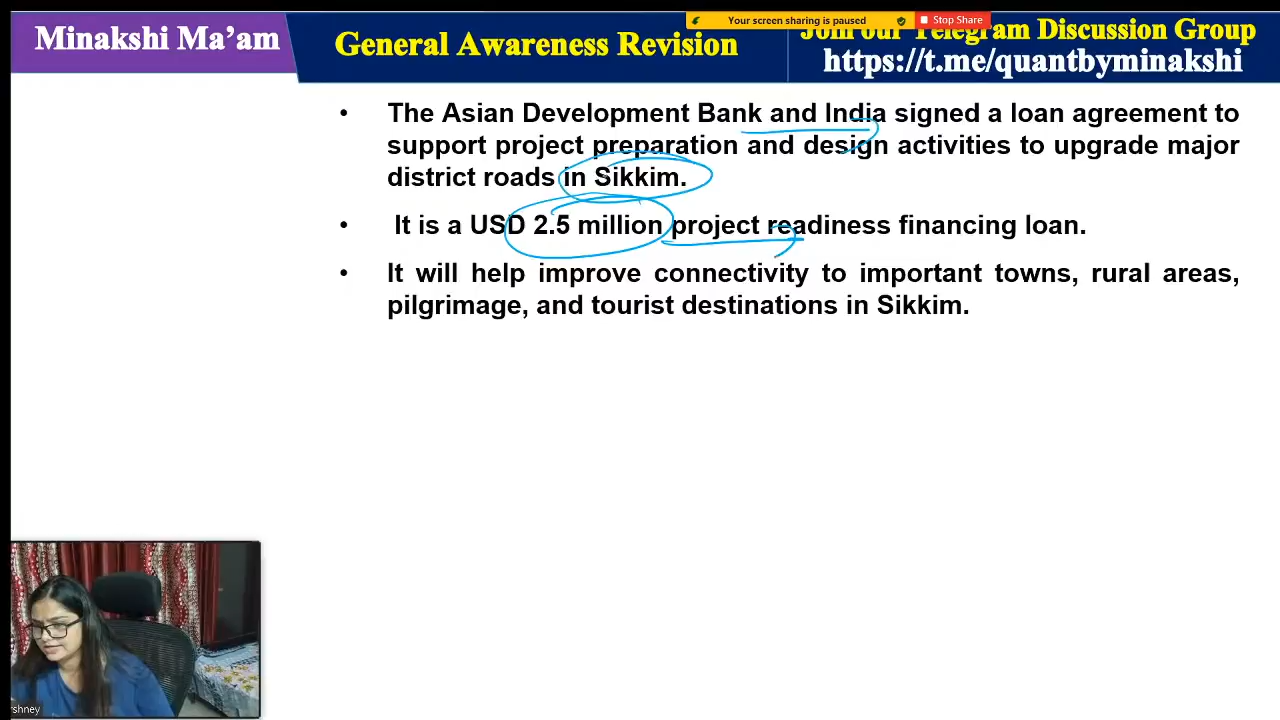 Your screen sharing is paused
Stop Share
Minakshi Ma’am
General Awareness Revision
Join our Telegram Discussion Group
https://t.me/quantbyminakshi
• The Asian Development Bank and India signed a loan agreement to
support project preparation and design activities to upgrade major
district roads in Sikkim.
• It is a USD 2.5 million project readiness financing loan.
• It will help improve connectivity to important towns, rural areas,
pilgrimage, and tourist destinations in Sikkim.